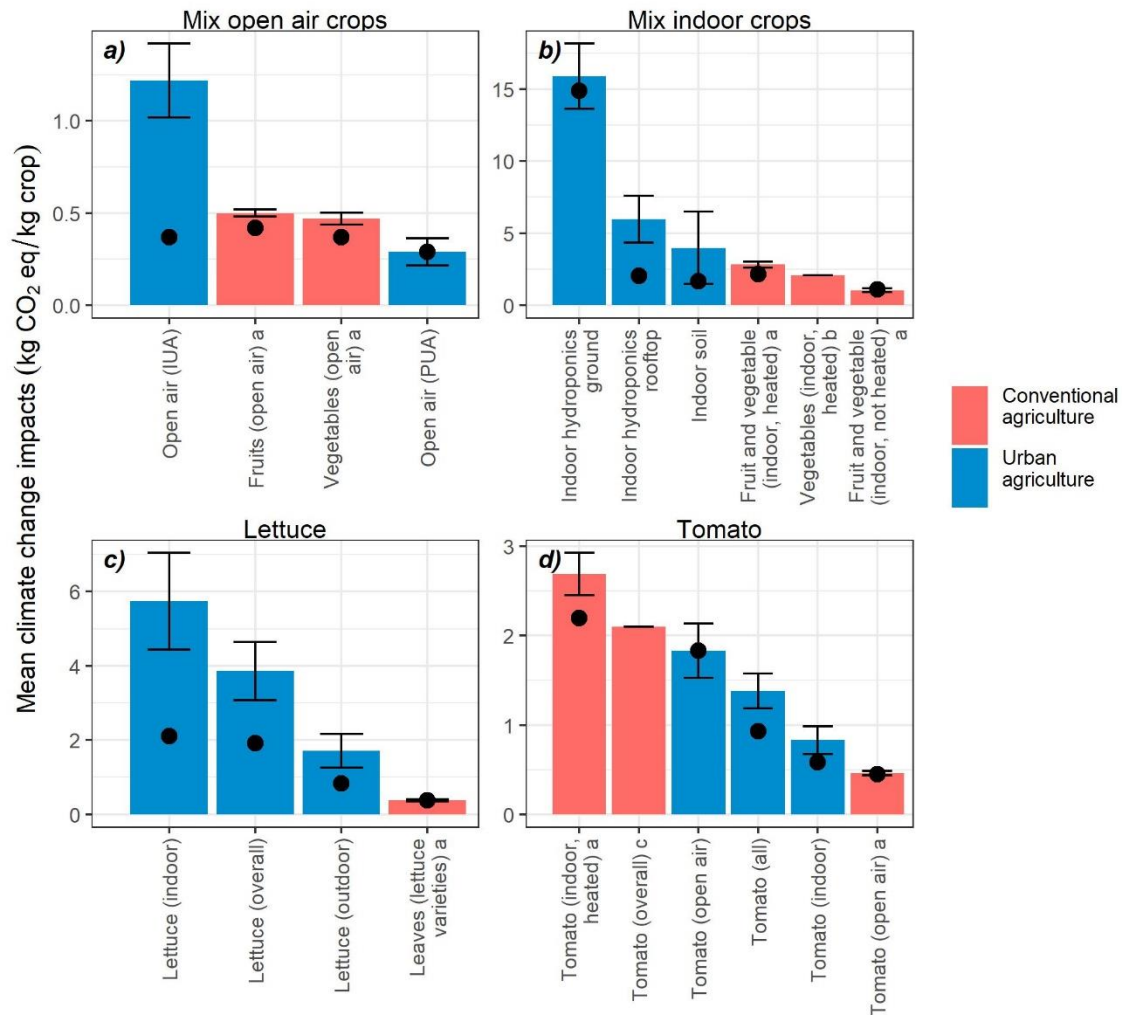 Mix open air crops
Mix indoor crops
a)
b)
Mean climate change impacts (kg CO₂ eq/kg crop)
1.0
0.5
0.0
15
10
5
0
Open air (IUA)
Fruits (open air) a
Vegetables (open
air) a
Open air (PUA)
Indoor hydroponics
ground
Indoor hydroponics
rooftop
Indoor soil
Fruit and vegetable
(indoor, heated) a
Vegetables (indoor,
heated) b
Fruit and vegetable
(indoor, not heated)
a
Conventional
agriculture
Urban
agriculture
Lettuce
Tomato
c)
d)
6
4
2
0
3
2
1
0
Lettuce (indoor)
Lettuce (overall)
Lettuce (outdoor)
Leaves (lettuce
varieties) a
Tomato (indoor,
heated) a
Tomato (overall) c
Tomato (open air)
Tomato (all)
Tomato (indoor)
Tomato (open air) a